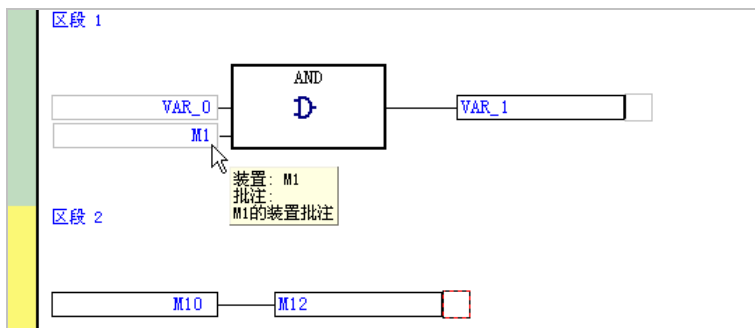 区段 1
AND
VAR_0
VAR_1
M1
装置: M1
批注:
M1的装置批注
区段 2
M10
M12